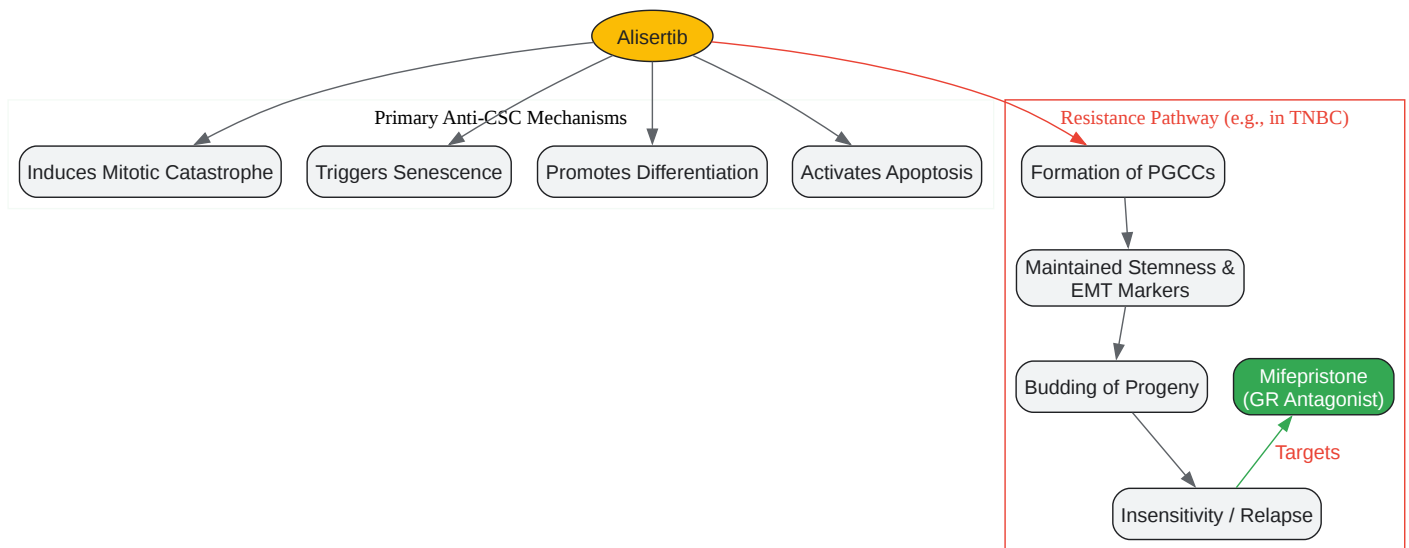 Alisertib
Primary Anti-CSC Mechanisms
Resistance Pathway (e.g., in TNBC)
Induces Mitotic Catastrophe
Triggers Senescence
Promotes Differentiation
Activates Apoptosis
Formation of PGCCs
Maintained Stemness &
EMT Markers
Budding of Progeny
Mifepristone
(GR Antagonist)
Targets
Insensitivity / Relapse